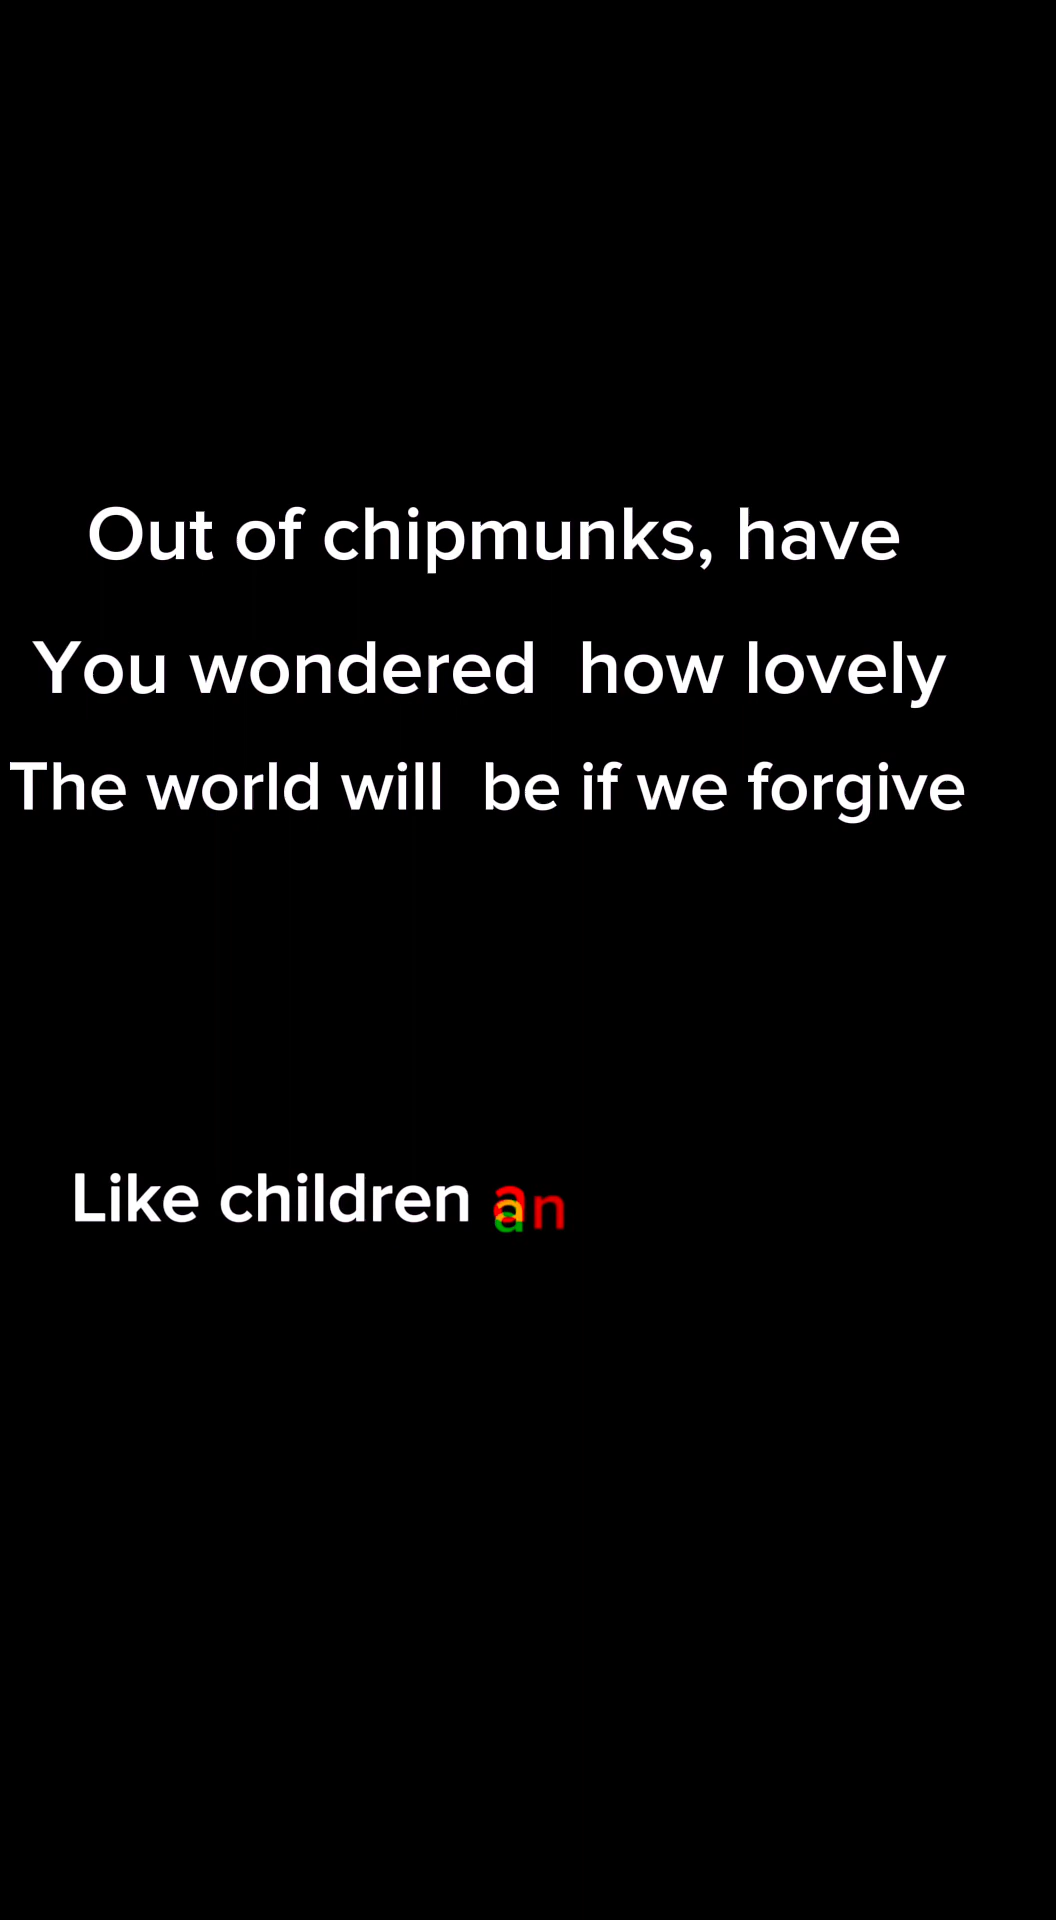 Out of chipmunks, have
You wondered how lovely
The world will be if we forgive
Like children an